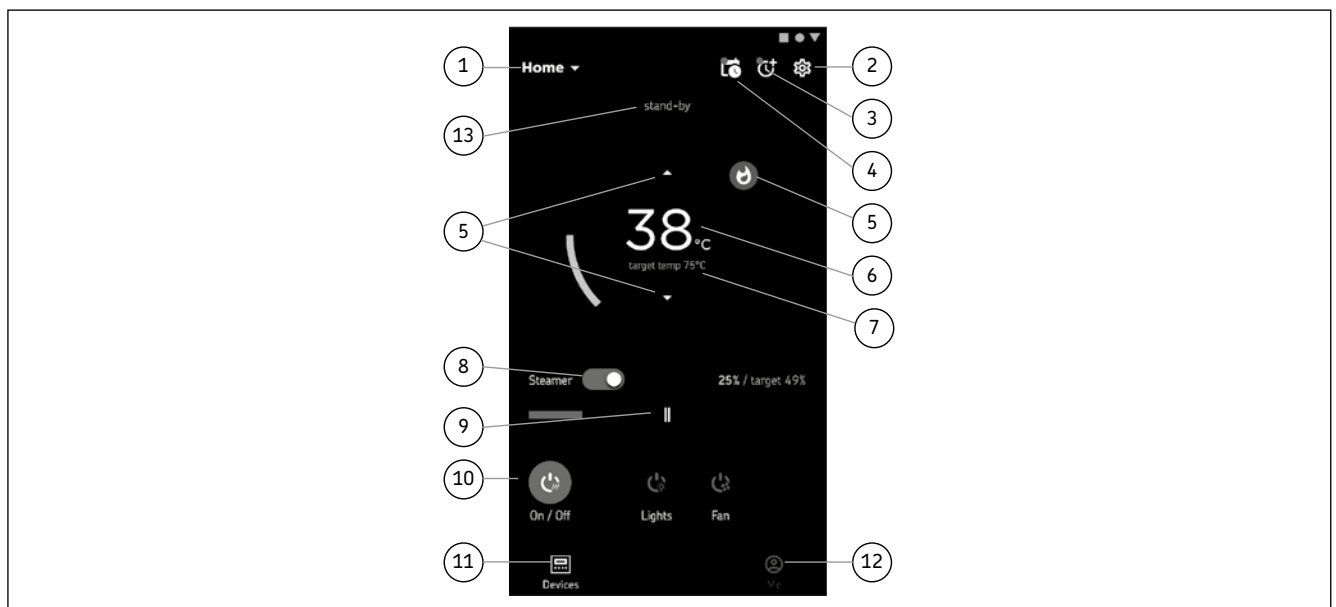 1
Home
2
3
13
stand-by
4
5
5
38°C
6
target temp 75°C
7
8
Steamer
25% / target 49%
9
10
On / Off
Lights
Fan
11
12
Devices
Me